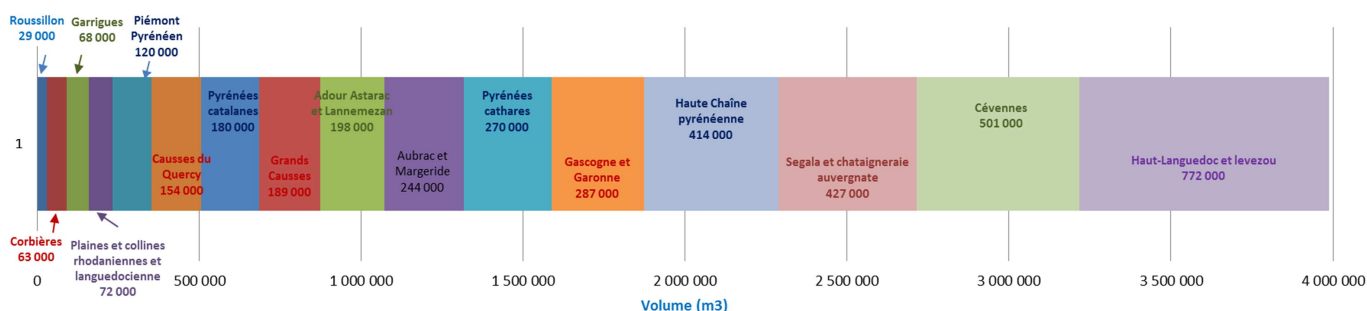 Roussillon
29 000
Garrigues
68 000
Piémont
Pyrénéen
120 000
Pyrénées
catalanes
180 000
Adour Astarac
et Lannemezan
198 000
Pyrénées
cathares
270 000
Haute Chaîne
pyrénéenne
414 000
Cévennes
501 000
1
Causses du
Quercy
154 000
Grands
Causses
189 000
Aubrac et
Margeride
244 000
Gascogne et
Garonne
287 000
Segala et chataigneraie
auvergnate
427 000
Haut-Languedoc et levezou
772 000
Corbières
63 000
Plaines et collines
rhodaniennes et
languedocienne
72 000
0 500 000 1 000 000 1 500 000 2 000 000 2 500 000 3 000 000 3 500 000 4 000 000
Volume (m3)